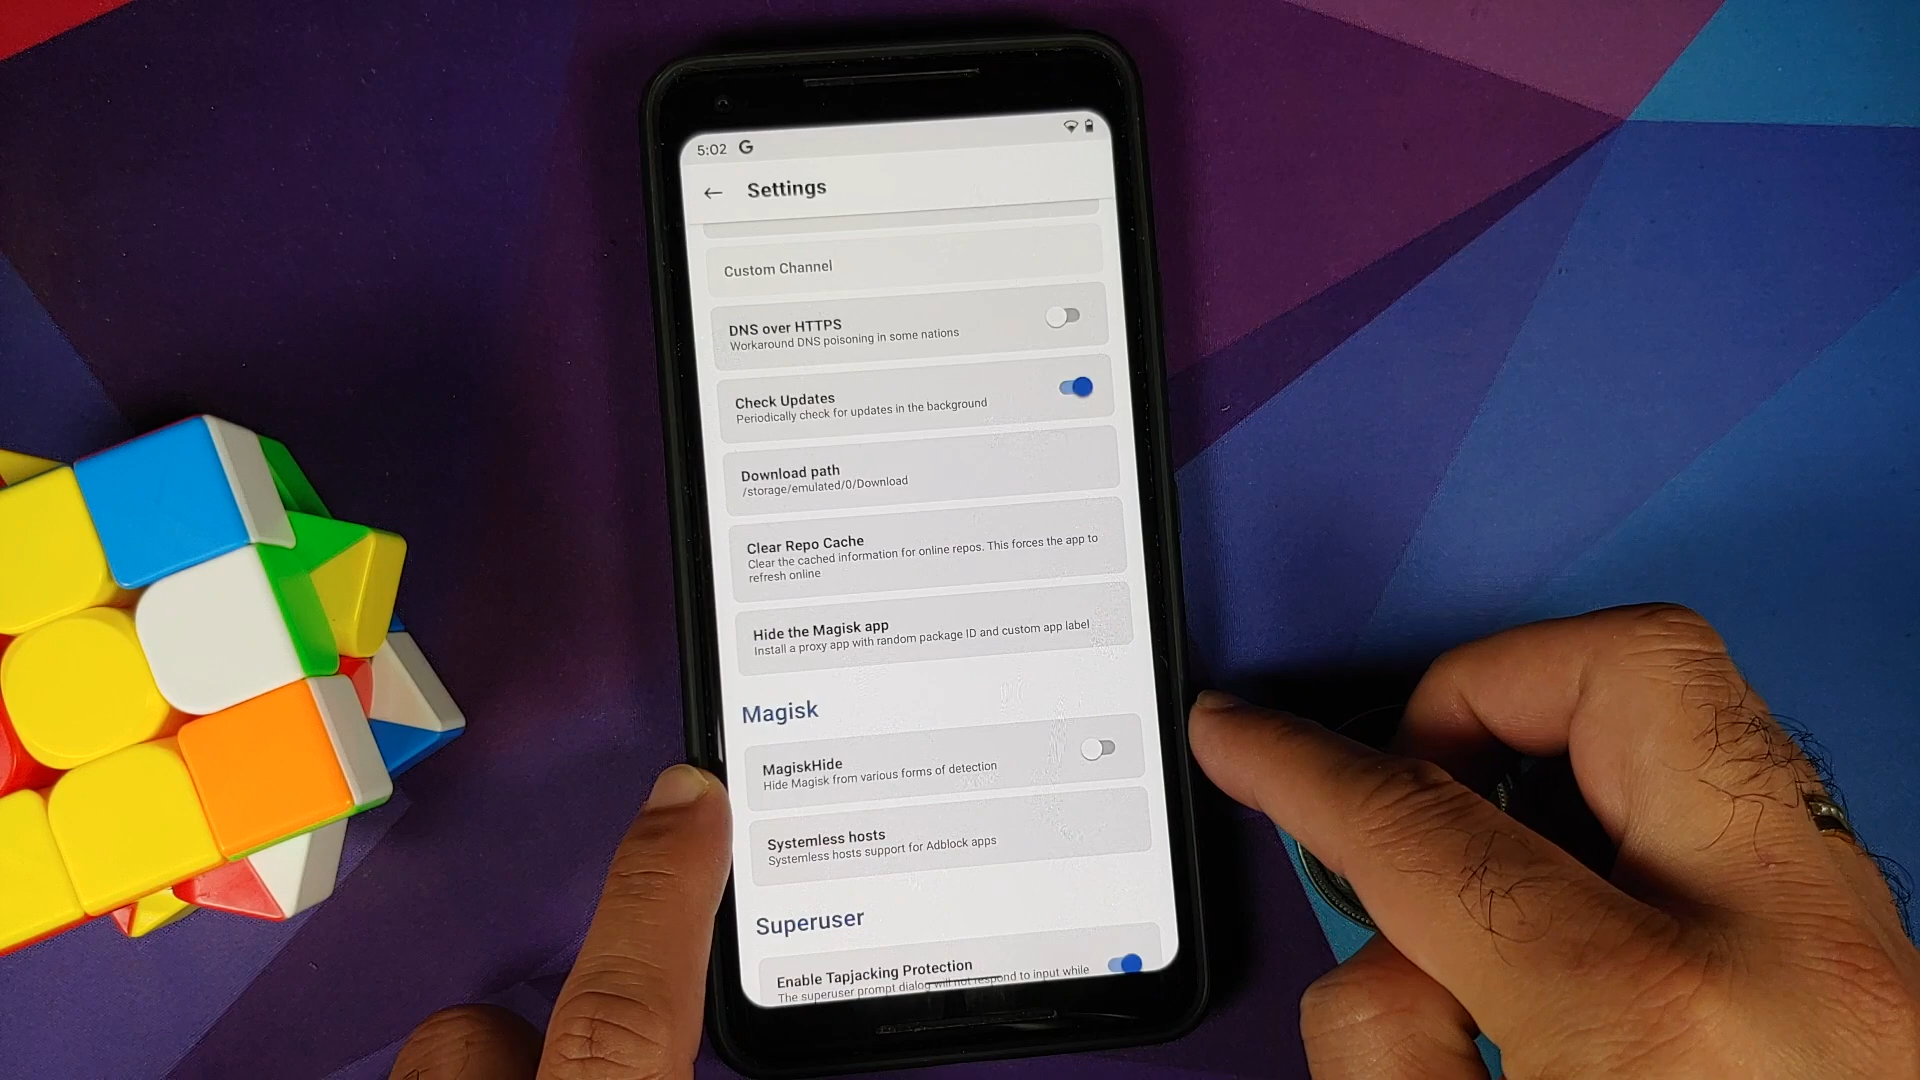 5:02 G
Settings
Custom Channel
DNS over HTTPS
Workaround DNS poisoning in some nations
Check Updates
Periodically check for updates in the background
Download path
/storage/emulated/0/Download
Clear Repo Cache
Clear the cached information for online repos. This forces the app to
refresh online
Hide the Magisk app
Install a proxy app with random package ID and custom app label
Magisk
MagiskHide
Hide Magisk from various forms of detection
Systemless hosts
Systemless hosts support for Adblock apps
Superuser
Enable Tapjacking Protection
The superuser prompt dialog will not respond to input while